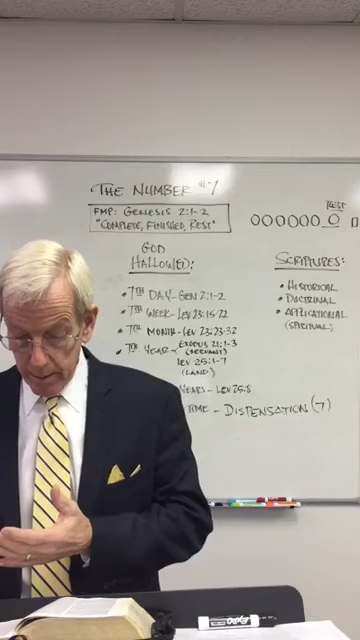 THE NUMBER #7
FMP: GENESIS 2:1-2
"COMPLETE, FINISHED, REST"
REST
OOOOOO O
GOD
HALLOWED:
• 7TH DAY - GEN 2:1-2
• 7TH WEEK - LEV 23:15-22
• 7TH MONTH - LEV 23:23-32
• 7TH YEAR - EXODUS 21:1-3
(SERVANT)
LEV 25:1-7
(LAND)
YEARS - LEV 25:8
TIME - DISPENSATION (7)
SCRIPTURES:
• HISTORICAL
• DOCTRINAL
• APPLICATIONAL
(SPIRITUAL)
EXPO